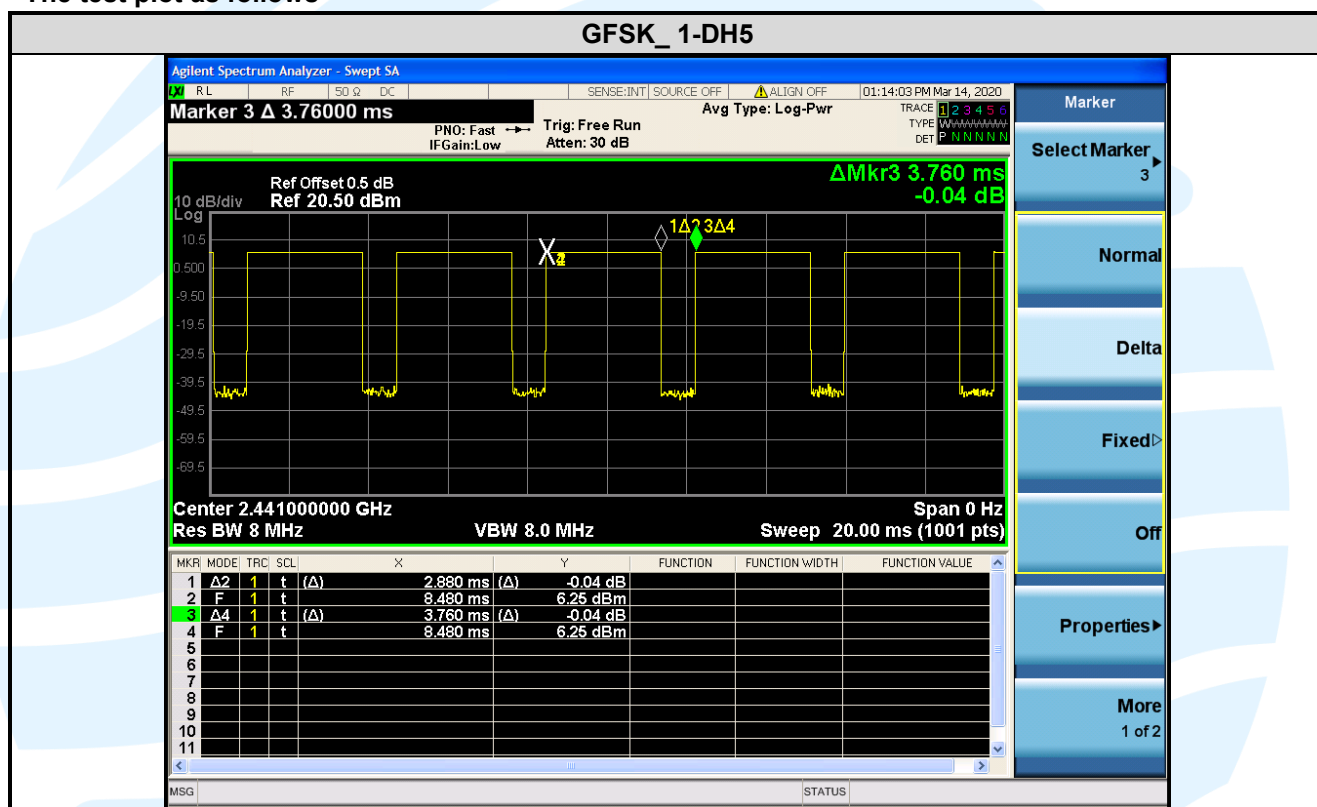 The test plot as follows
GFSK_ 1-DH5
Agilent Spectrum Analyzer - Swept SA
LXI RL RF 50 Ω DC SENSE:INT SOURCE OFF ALIGN OFF 01:14:03 PM Mar 14, 2020
Marker 3 Δ 3.76000 ms
PNO: Fast
IFGain:Low
Trig: Free Run
Atten: 30 dB
Avg Type: Log-Pwr
TRACE 1 2 3 4 5 6
TYPE
DET P N N N N N
ΔMkr3 3.760 ms
-0.04 dB
Ref Offset 0.5 dB
10 dB/div Ref 20.50 dBm
Log
10.5
0.500
-9.50
-19.5
-29.5
-39.5
-49.5
-59.5
-69.5
1Δ2 3Δ4
Center 2.441000000 GHz Span 0 Hz
Res BW 8 MHz VBW 8.0 MHz Sweep 20.00 ms (1001 pts)
MKR MODE TRC SCL X Y FUNCTION FUNCTION WIDTH FUNCTION VALUE
1 Δ2 1 t (Δ) 2.880 ms (Δ) -0.04 dB
2 F 1 t 8.480 ms 6.25 dBm
3 Δ4 1 t (Δ) 3.760 ms (Δ) -0.04 dB
4 F 1 t 8.480 ms 6.25 dBm
5
6
7
8
9
10
11
MSG STATUS
Marker
Select Marker
3
Normal
Delta
Fixed
Off
Properties
More
1 of 2